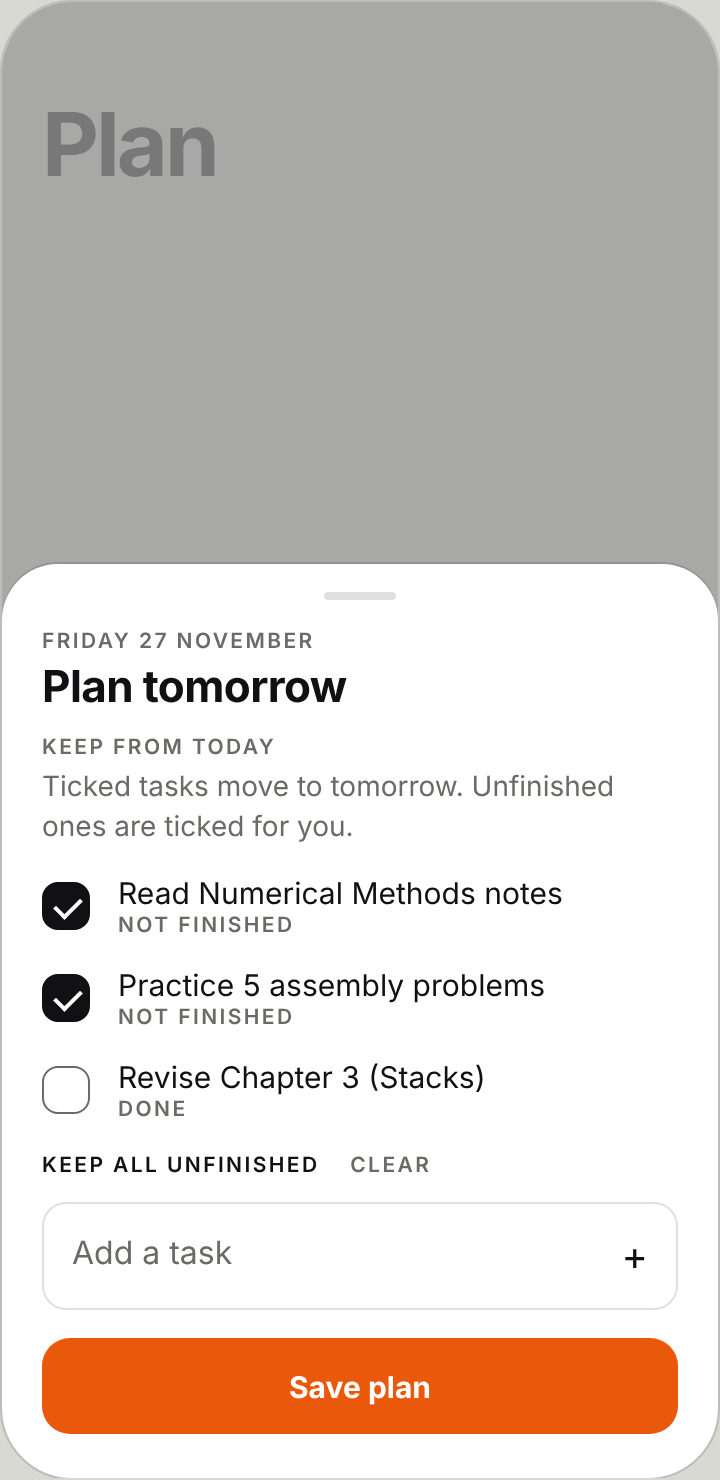 Plan
FRIDAY 27 NOVEMBER
Plan tomorrow
KEEP FROM TODAY
Ticked tasks move to tomorrow. Unfinished
ones are ticked for you.
Read Numerical Methods notes
NOT FINISHED
Practice 5 assembly problems
NOT FINISHED
Revise Chapter 3 (Stacks)
DONE
KEEP ALL UNFINISHED CLEAR
Add a task +
Save plan